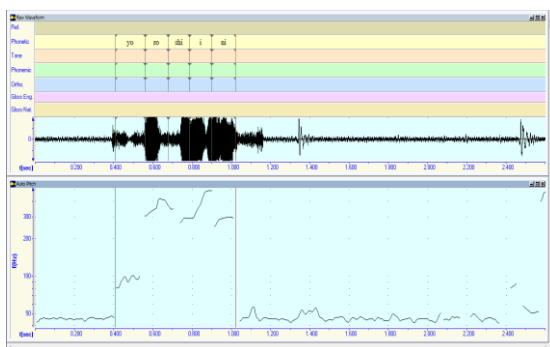 Raw Waveform
Ref.
Phonetic yo ro shi i ni
Tone
Phonemic
Ortho.
Gloss Eng.
Gloss Nat.
0
t(sec) 0.200 0.400 0.600 0.800 1.000 1.200 1.400 1.600 1.800 2.000 2.200 2.400
Auto Pitch
300
100
50
f(Hz)
t(sec) 0.200 0.400 0.600 0.800 1.000 1.200 1.400 1.600 1.800 2.000 2.200 2.400